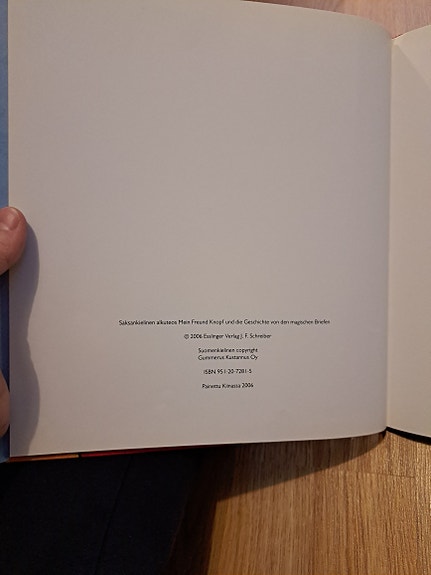 Saksankielinen alkuteos Mein Freund Knopf und die Geschichte von den magischen Briefen
© 2006 Esslinger Verlag J. F. Schreiber
Suomenkielinen copyright
Gummerus Kustannus Oy
ISBN 951-20-7281-5
Painettu Kiinassa 2006